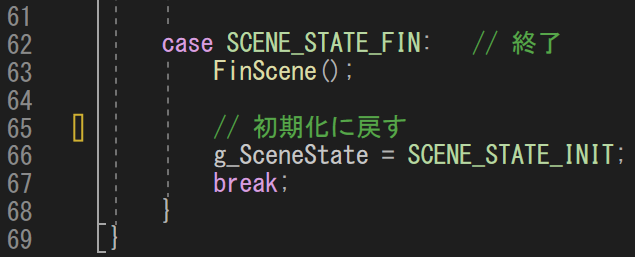 61
62 case SCENE_STATE_FIN: // 終了
63 FinScene();
64
65 // 初期化に戻す
66 g_SceneState = SCENE_STATE_INIT;
67 break;
68 }
69 }